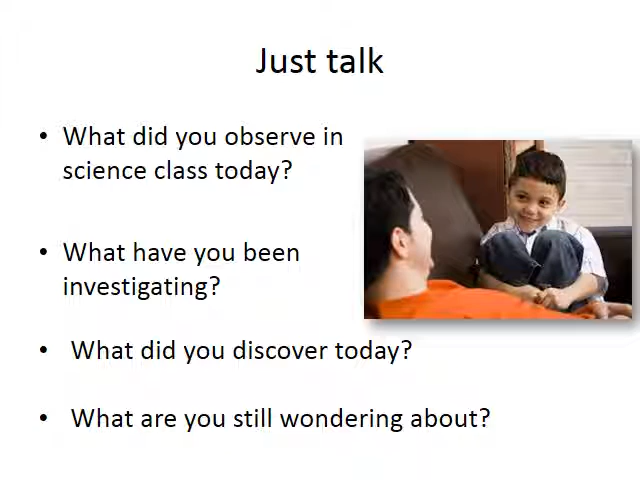 Just talk
• What did you observe in
science class today?
• What have you been
investigating?
• What did you discover today?
• What are you still wondering about?